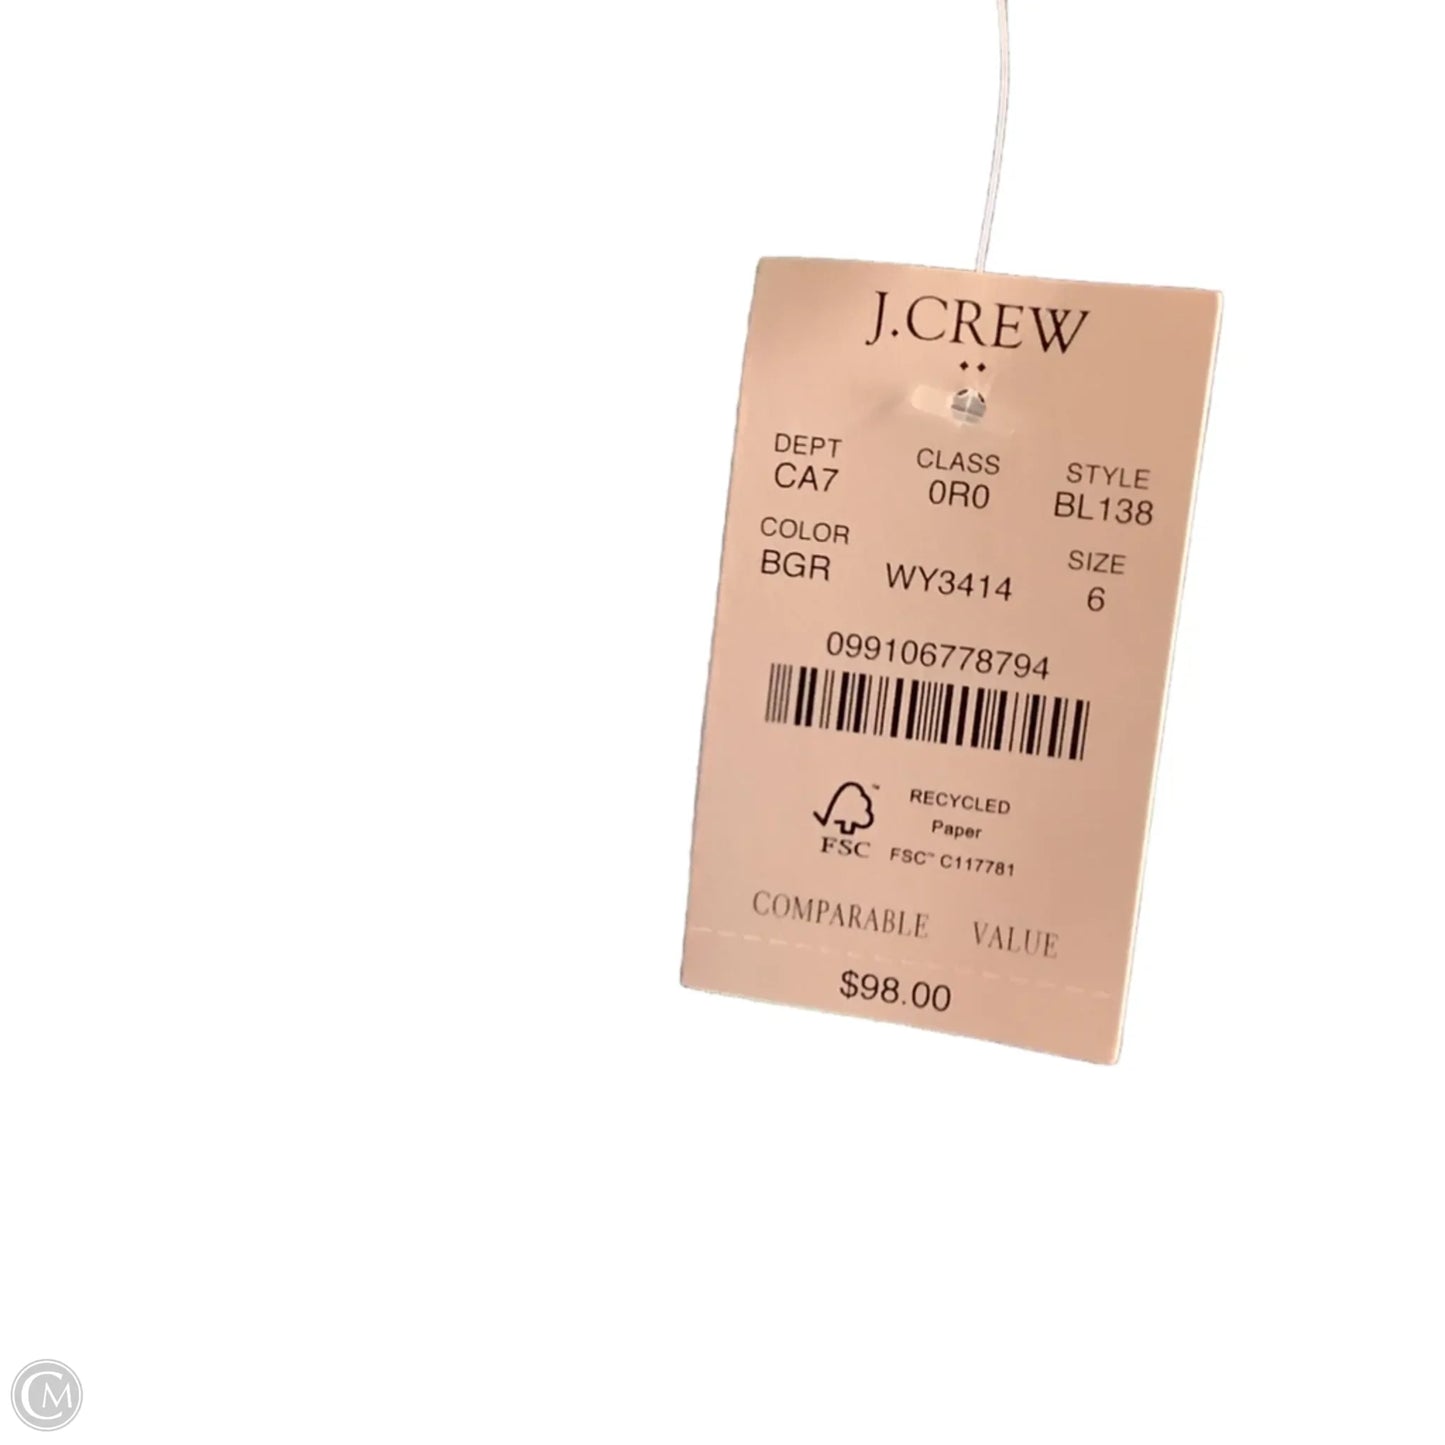 J.CREW
DEPT CLASS STYLE
CA7 0R0 BL138
COLOR SIZE
BGR WY3414 6
099106778794
FSC
RECYCLED
Paper
FSC™ C117781
COMPARABLE VALUE
$98.00
CM